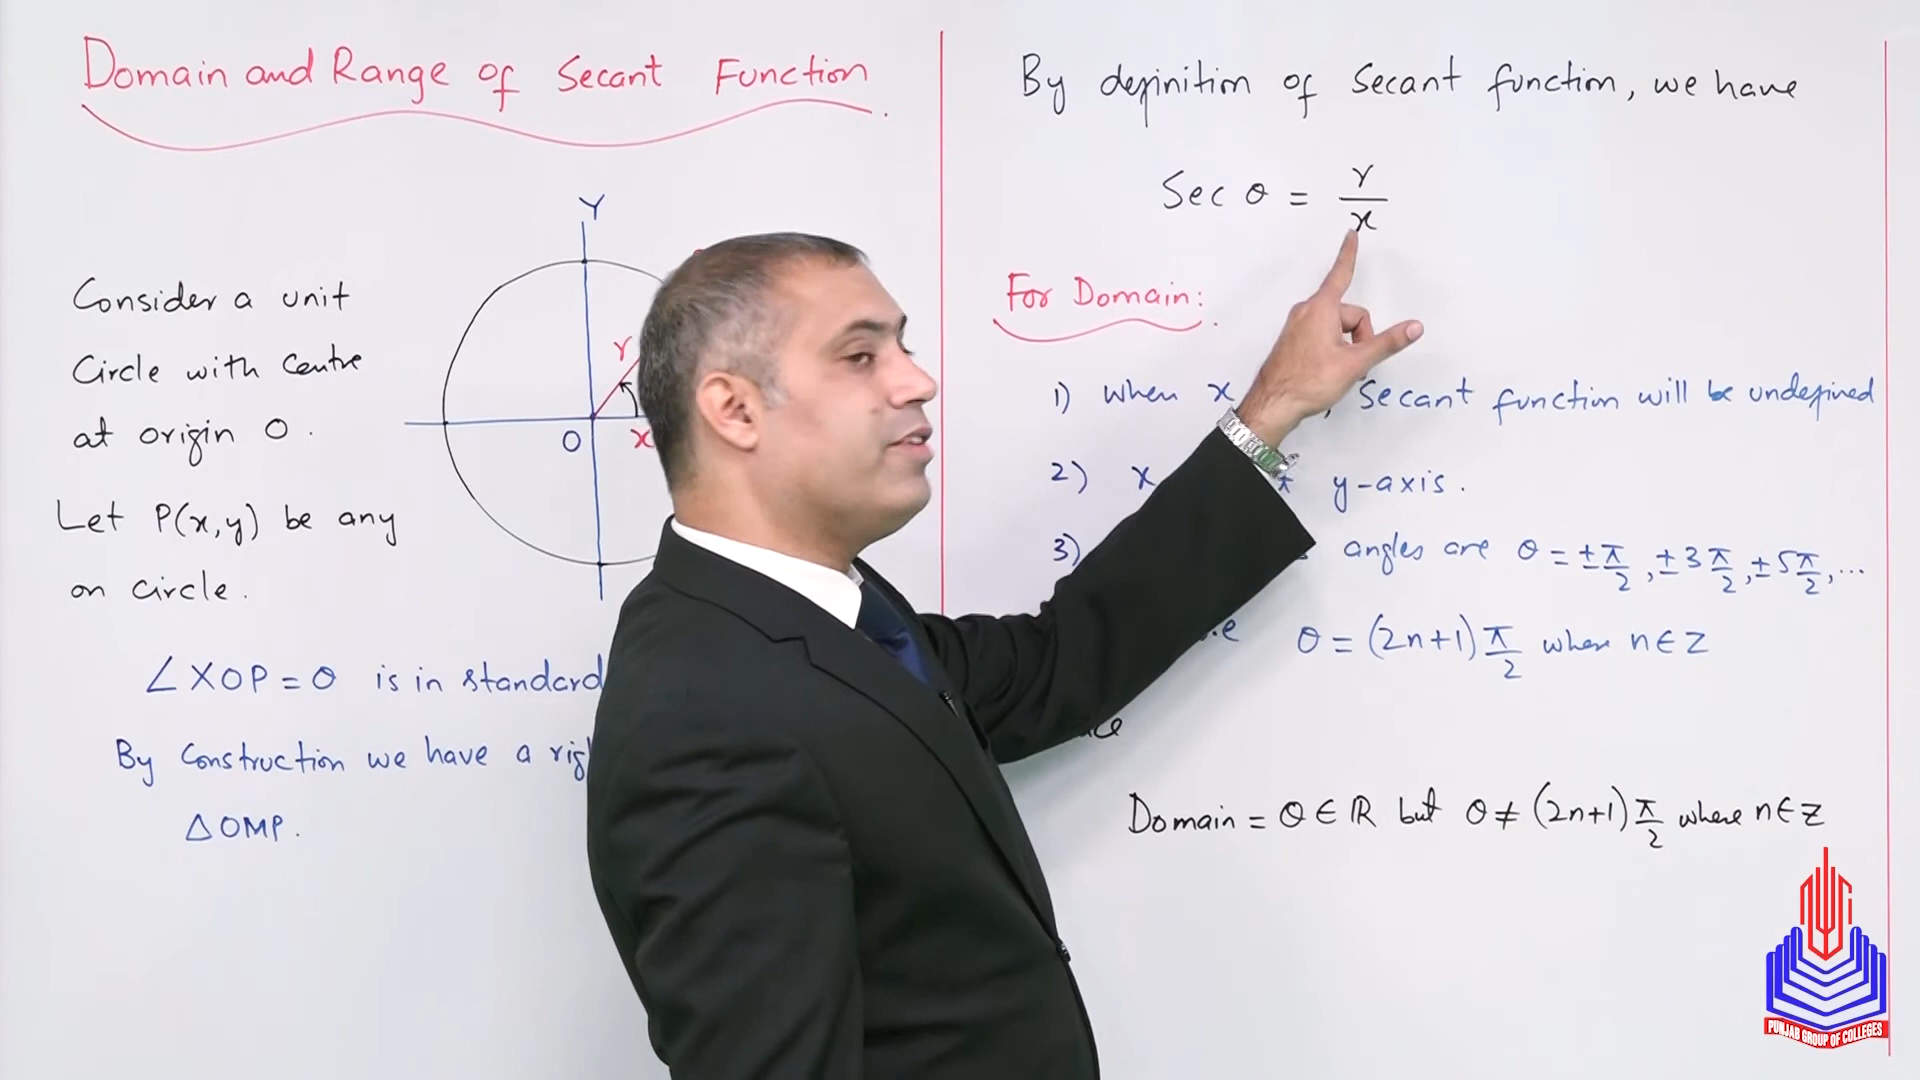 Domain and Range of Secant Function.
Y
Consider a unit
Circle with Centre
at origin O.
Let P(x,y) be any
on circle.
r
O
x
∠XOP = θ is in standard
By Construction we have a
△OMP.
By definition of Secant function, we have
Sec θ = r/x
For Domain:
1) when x , Secant function will be undefined
2) x y-axis.
3) angles are θ = ±π/2, ±3π/2, ±5π/2, ...
θ = (2n+1)π/2 where n∈Z
Domain = θ∈ℝ but θ ≠ (2n+1)π/2 where n∈Z
PUNJAB GROUP OF COLLEGES